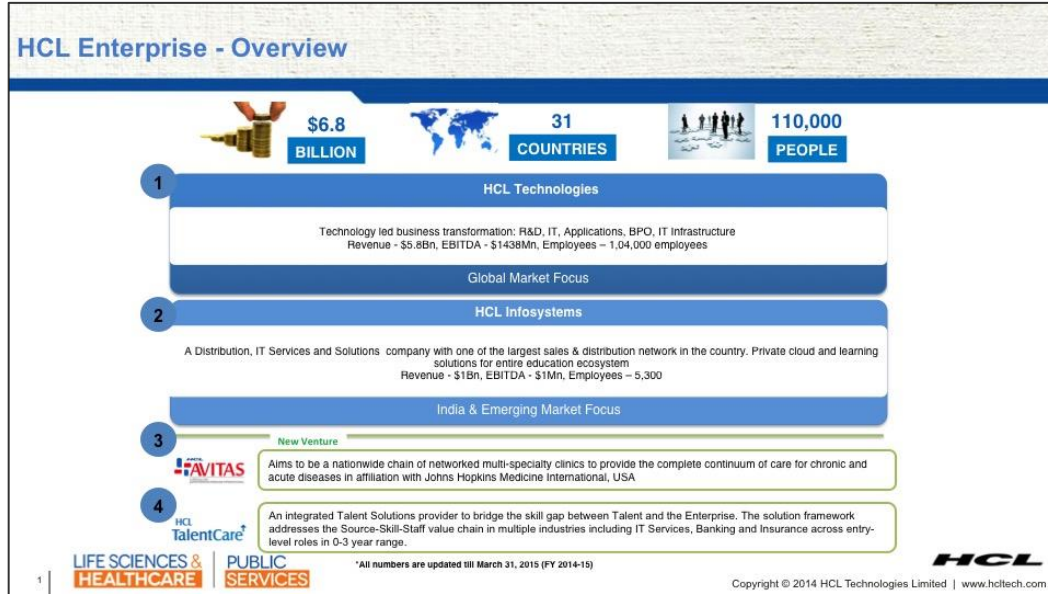 HCL Enterprise - Overview
$6.8
BILLION
31
COUNTRIES
110,000
PEOPLE
1
HCL Technologies
Technology led business transformation: R&D, IT, Applications, BPO, IT Infrastructure
Revenue - $5.8Bn, EBITDA - $1438Mn, Employees – 1,04,000 employees
Global Market Focus
2
HCL Infosystems
A Distribution, IT Services and Solutions company with one of the largest sales & distribution network in the country. Private cloud and learning
solutions for entire education ecosystem
Revenue - $1Bn, EBITDA - $1Mn, Employees – 5,300
India & Emerging Market Focus
3
New Venture
HCL
AVITAS
Aims to be a nationwide chain of networked multi-specialty clinics to provide the complete continuum of care for chronic and
acute diseases in affiliation with Johns Hopkins Medicine International, USA
4
HCL
TalentCare
An integrated Talent Solutions provider to bridge the skill gap between Talent and the Enterprise. The solution framework
addresses the Source-Skill-Staff value chain in multiple industries including IT Services, Banking and Insurance across entry-
level roles in 0-3 year range.
LIFE SCIENCES &
HEALTHCARE
PUBLIC
SERVICES
*All numbers are updated till March 31, 2015 (FY 2014-15)
HCL
1
Copyright © 2014 HCL Technologies Limited | www.hcltech.com